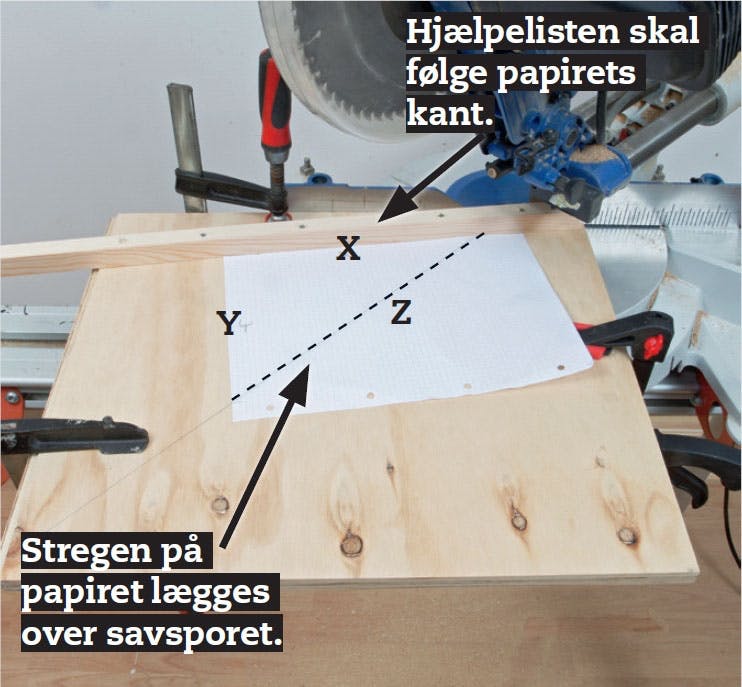 Hjælpelisten skal
følge papirets
kant.
X
Y
Z
Stregen på
papiret lægges
over savsporet.